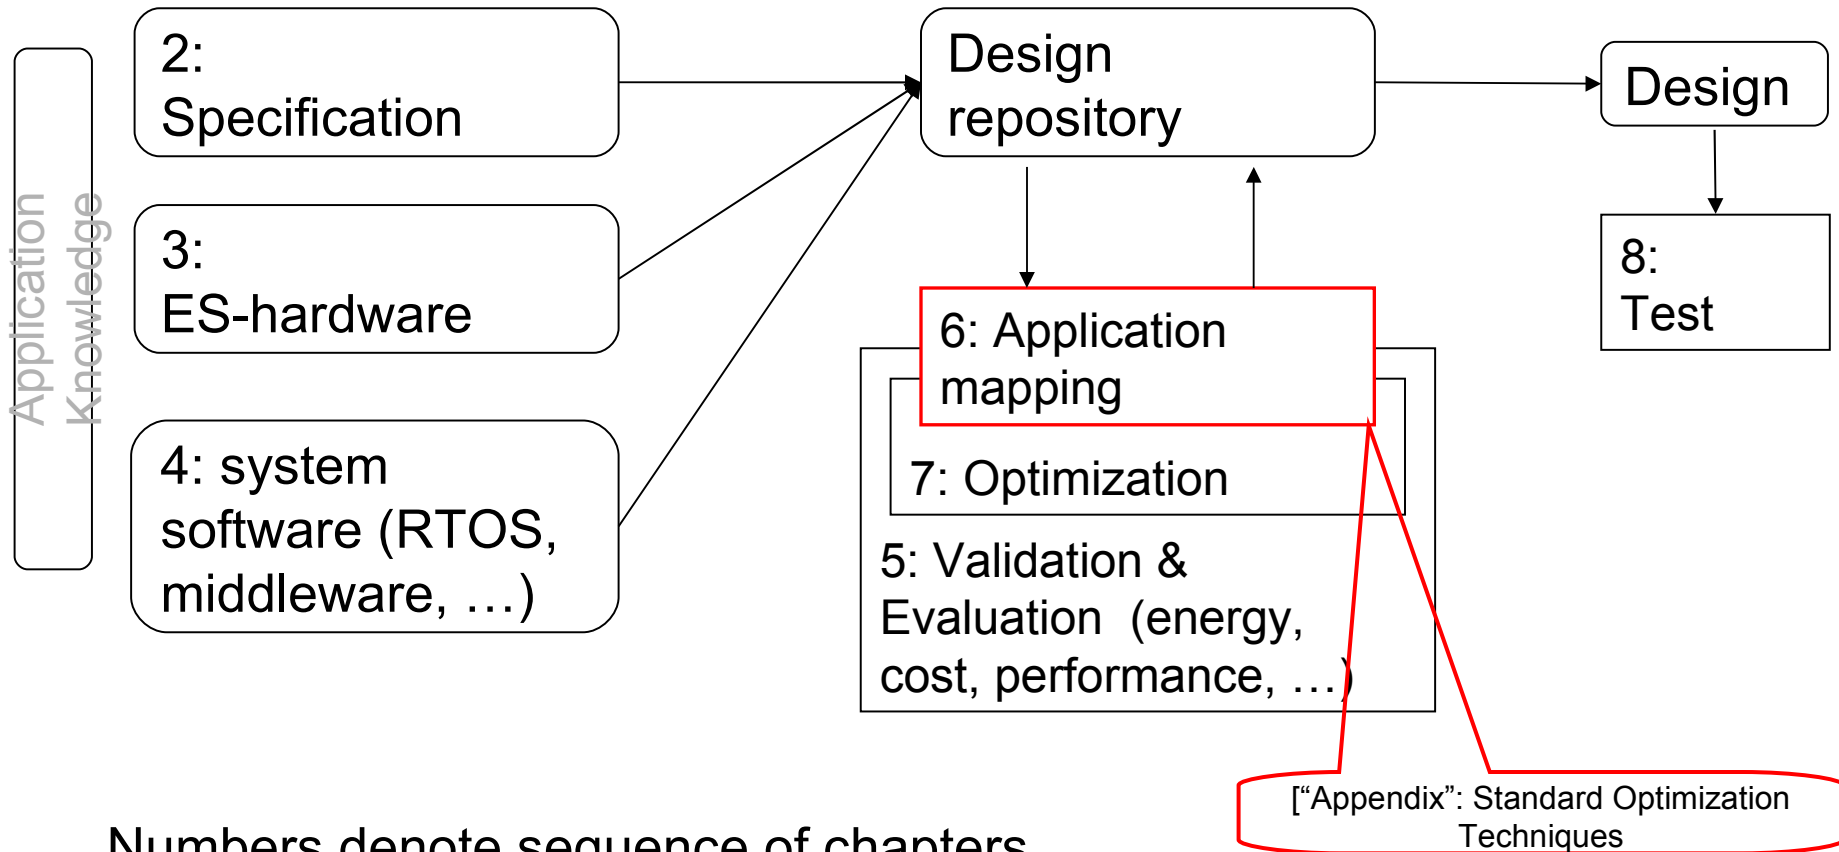 Application
Knowledge
2:
Specification
3:
ES-hardware
4: system
software (RTOS,
middleware, …)
Design
repository
6: Application
mapping
7: Optimization
5: Validation &
Evaluation (energy,
cost, performance, …)
Design
8:
Test
[“Appendix”: Standard Optimization
Techniques
Numbers denote sequence of chapters